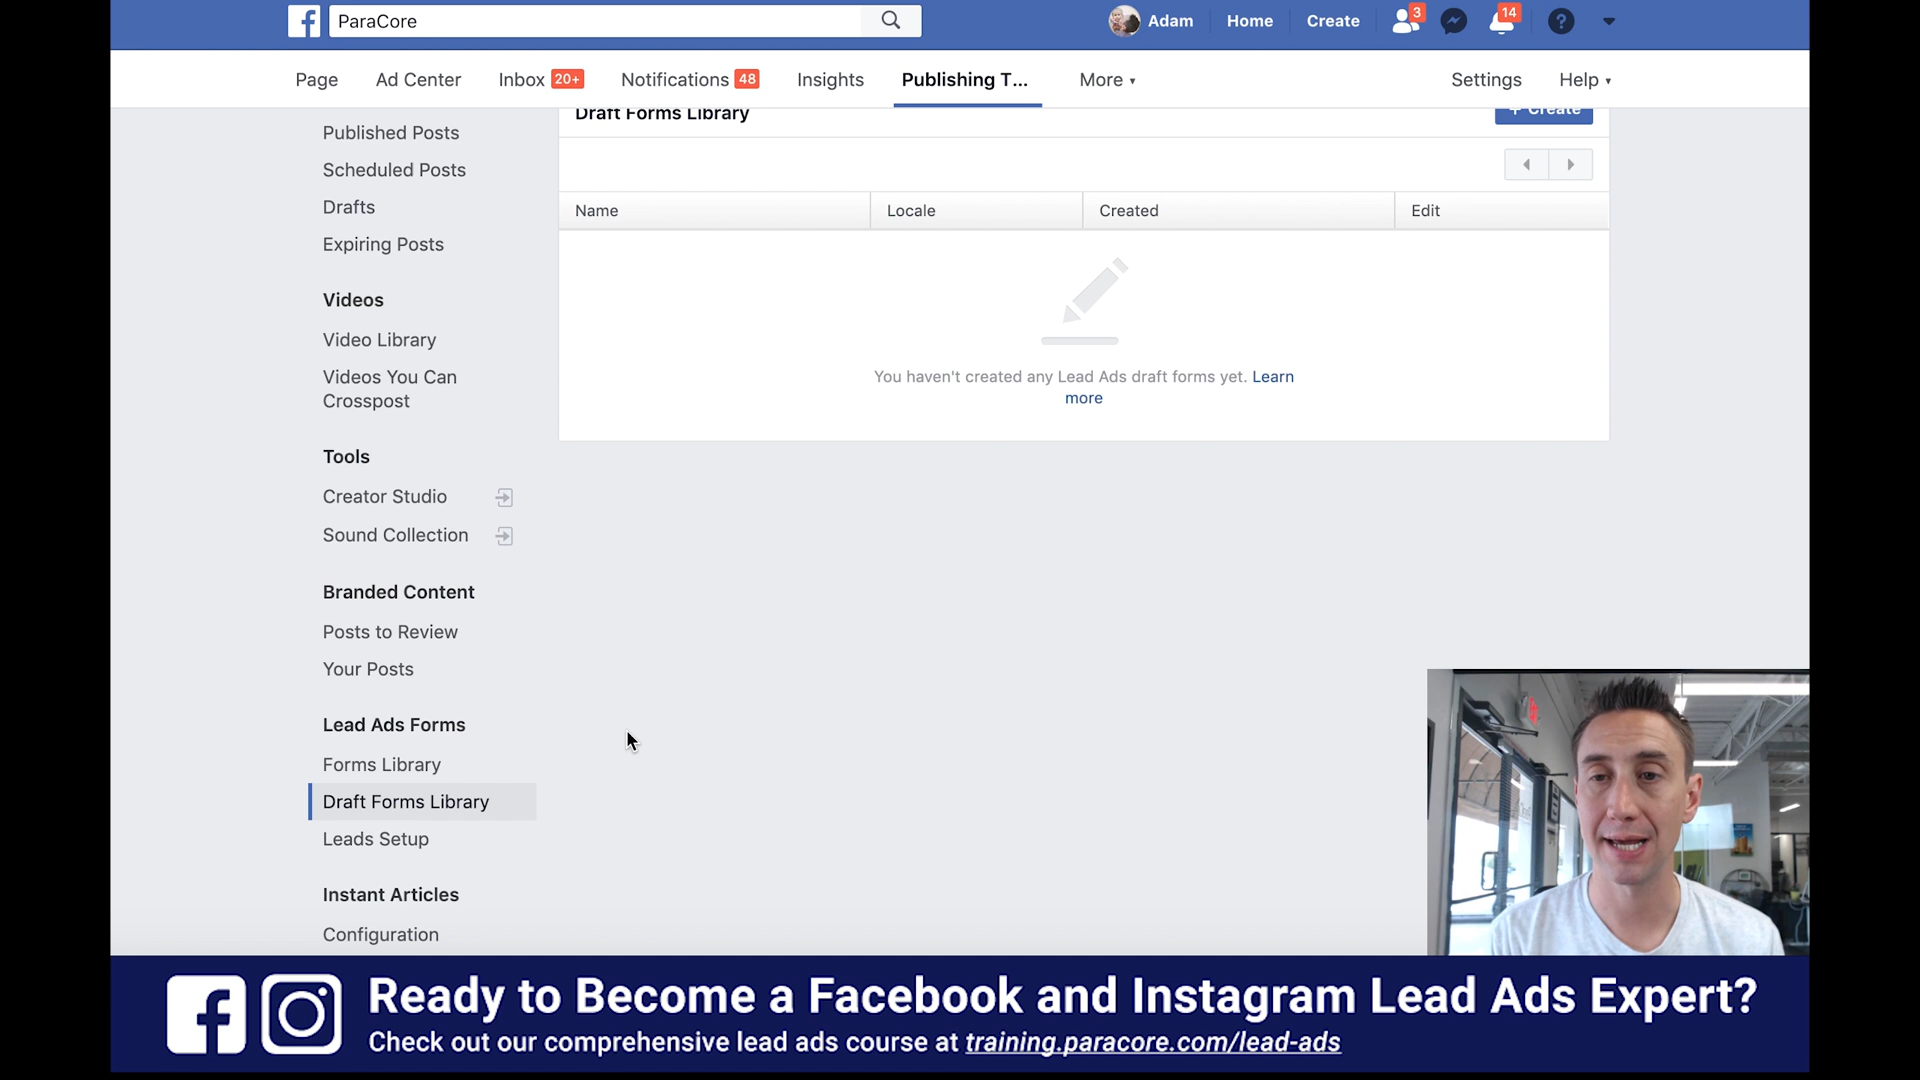 ParaCore
Adam
Home
Create
3
14
Page
Ad Center
Inbox 20+
Notifications 48
Insights
Publishing T...
More
Settings
Help
Published Posts
Scheduled Posts
Drafts
Expiring Posts
Videos
Video Library
Videos You Can
Crosspost
Tools
Creator Studio
Sound Collection
Branded Content
Posts to Review
Your Posts
Lead Ads Forms
Forms Library
Draft Forms Library
Leads Setup
Instant Articles
Configuration
Draft Forms Library
+ Create
Name
Locale
Created
Edit
You haven't created any Lead Ads draft forms yet. Learn
more
Ready to Become a Facebook and Instagram Lead Ads Expert?
Check out our comprehensive lead ads course at training.paracore.com/lead-ads